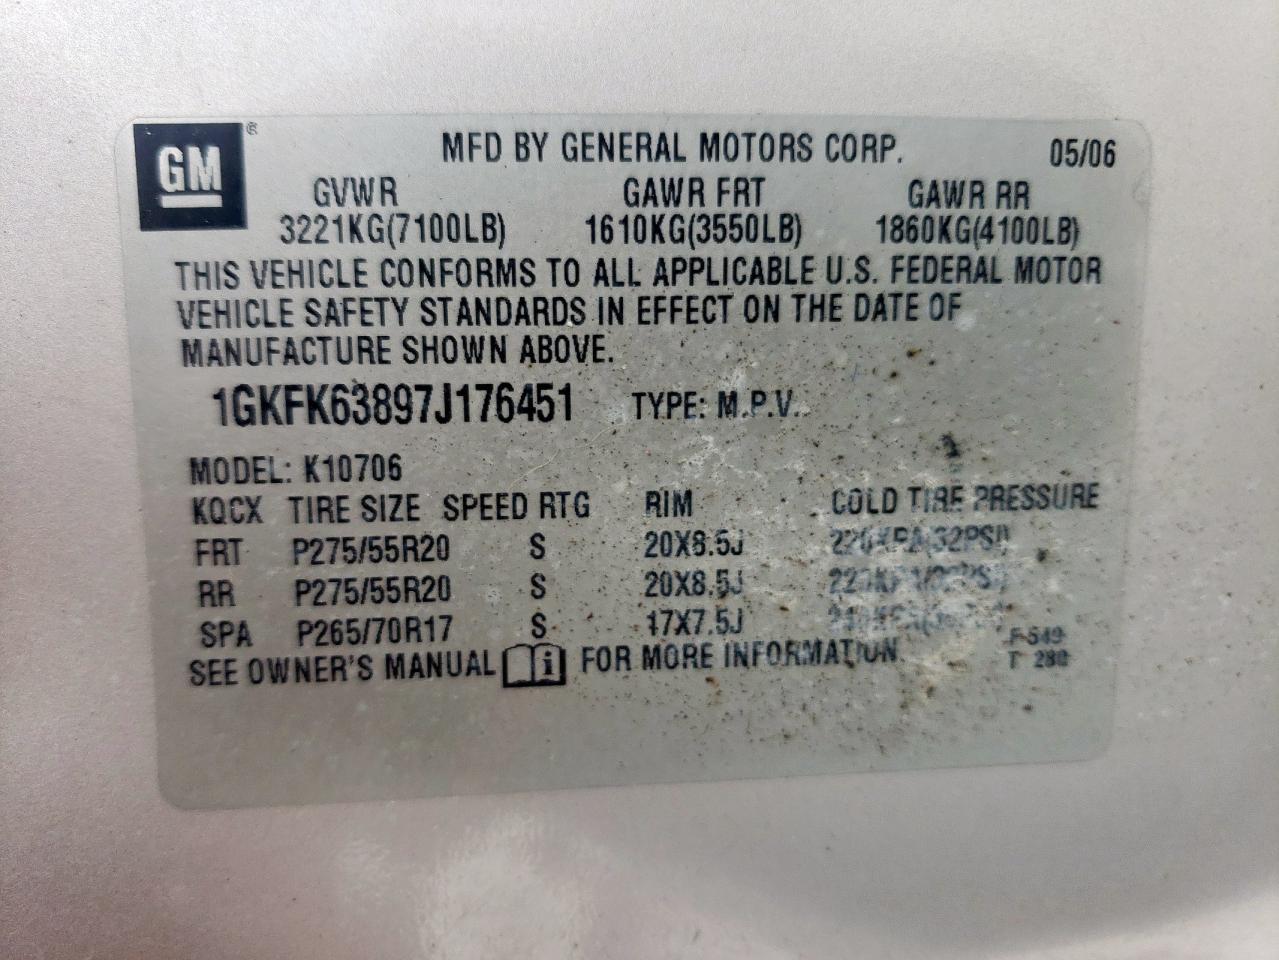 GM ®
MFD BY GENERAL MOTORS CORP. 05/06
GVWR GAWR FRT GAWR RR
3221KG(7100LB) 1610KG(3550LB) 1860KG(4100LB)
THIS VEHICLE CONFORMS TO ALL APPLICABLE U.S. FEDERAL MOTOR
VEHICLE SAFETY STANDARDS IN EFFECT ON THE DATE OF
MANUFACTURE SHOWN ABOVE.
1GKFK63897J176451 TYPE: M.P.V.
MODEL: K10706
KQCX TIRE SIZE SPEED RTG RIM COLD TIRE PRESSURE
FRT P275/55R20 S 20X8.5J 220KPA(32PSI)
RR P275/55R20 S 20X8.5J
SPA P265/70R17 S 17X7.5J
SEE OWNER'S MANUAL FOR MORE INFORMATION.